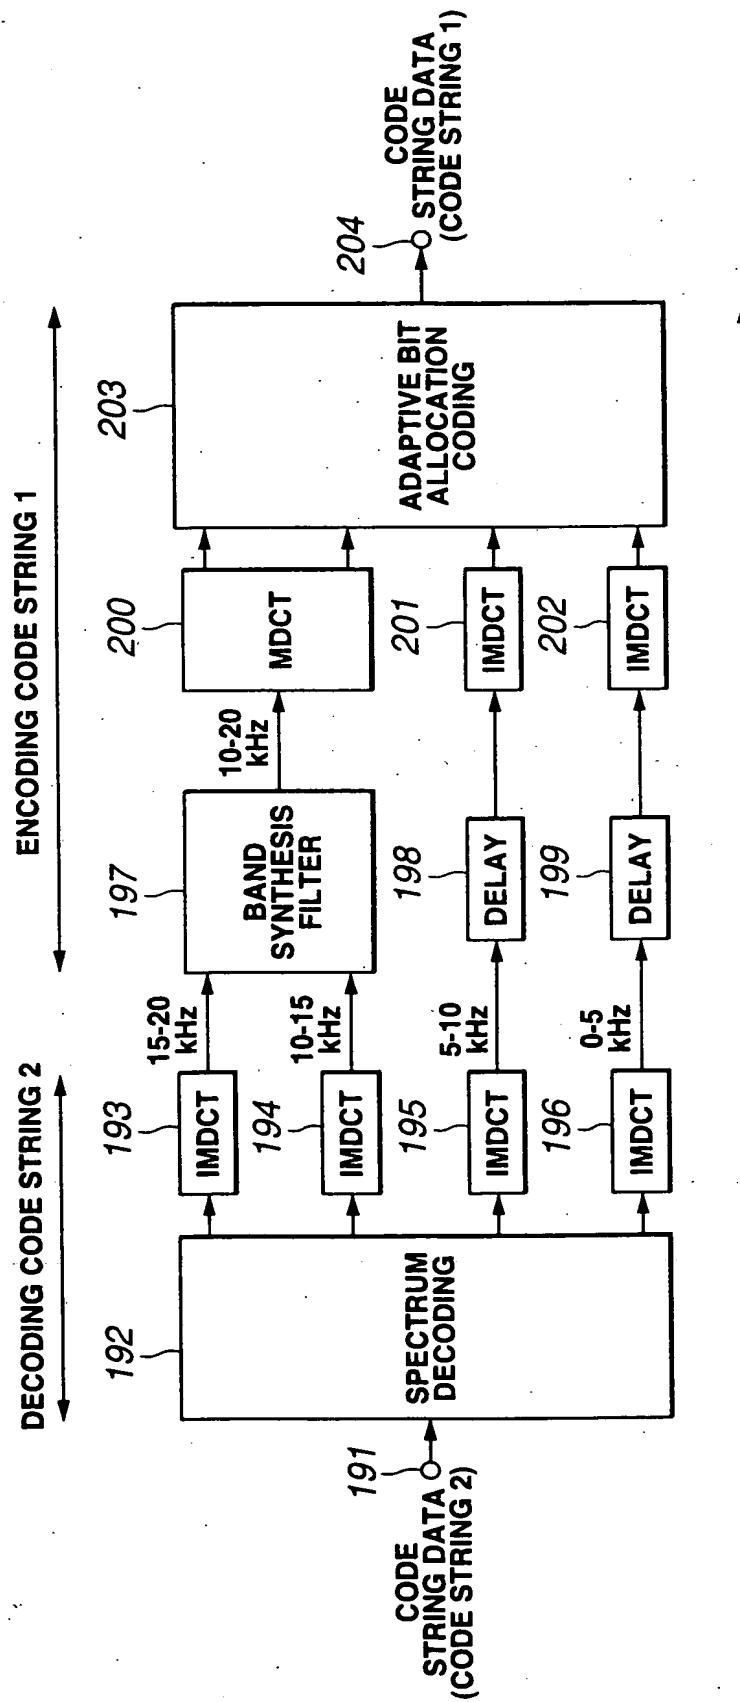 DECODING CODE STRING 2
ENCODING CODE STRING 1
CODE
STRING DATA
(CODE STRING 2)
191
192
SPECTRUM
DECODING
193
IMDCT
15-20
kHz
194
IMDCT
10-15
kHz
195
IMDCT
5-10
kHz
196
IMDCT
0-5
kHz
197
BAND
SYNTHESIS
FILTER
10-20
kHz
198
DELAY
199
DELAY
200
MDCT
201
IMDCT
202
IMDCT
203
ADAPTIVE BIT
ALLOCATION
CODING
204
CODE
STRING DATA
(CODE STRING 1)